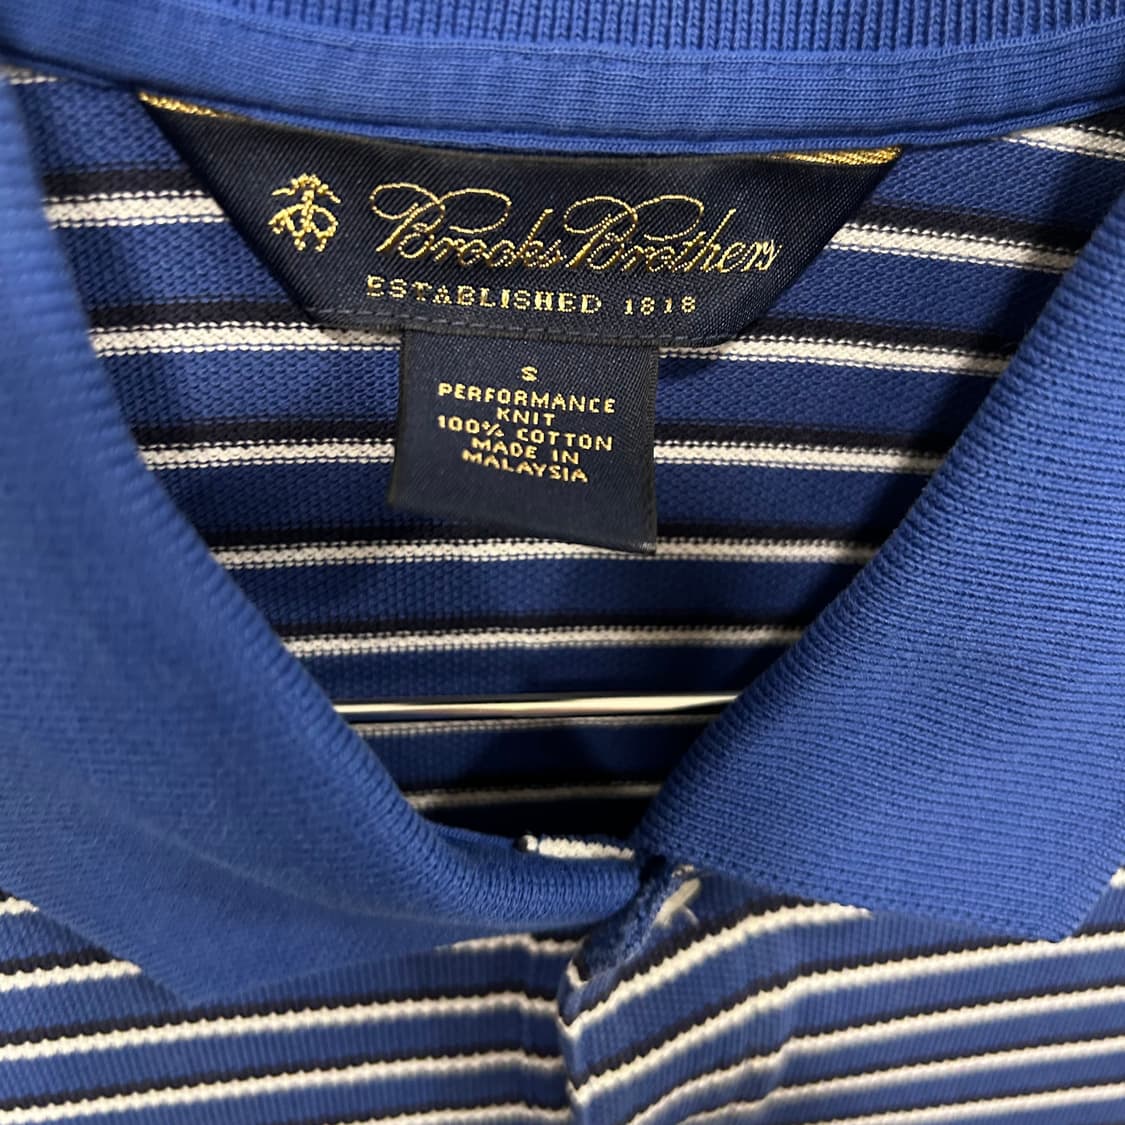 Brooks Brothers
ESTABLISHED 1818
S
PERFORMANCE
KNIT
100% COTTON
MADE IN
MALAYSIA